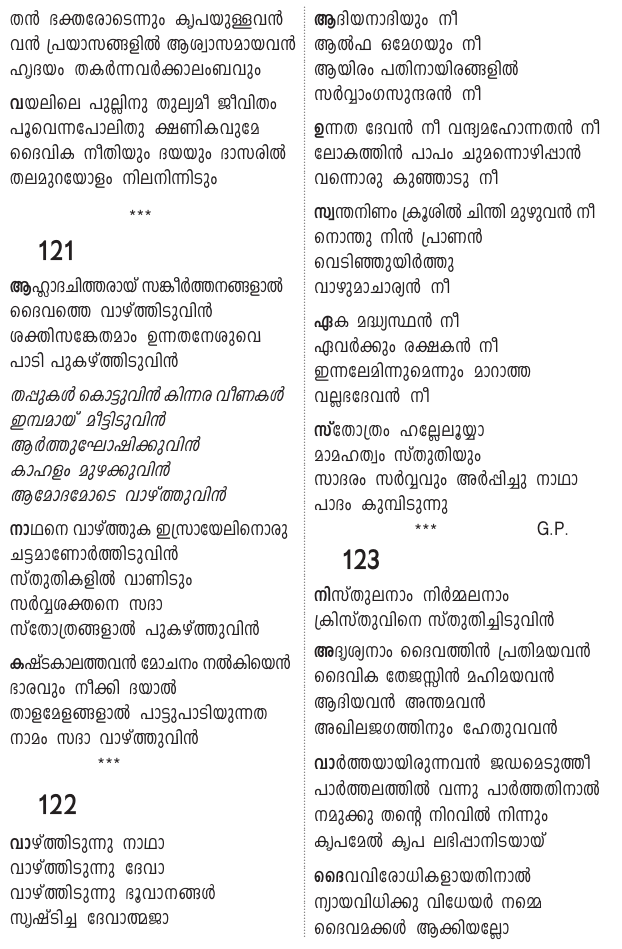 തൻ ഭക്തരോടെന്നും കൃപയുള്ളവൻ
വൻ പ്രയാസങ്ങളിൽ ആശ്വാസമായവൻ
ഹൃദയം തകർന്നവർക്കാലംബവും
വയലിലെ പുല്ലിനു തുല്യമീ ജീവിതം
പൂവെന്നപോലിതു ക്ഷണികവുമേ
ദൈവിക നീതിയും ദയയും ദാസരിൽ
തലമുറയോളം നിലനിന്നിടും
***
121
ആഹ്ലാദചിത്തരായ് സങ്കീർത്തനങ്ങളാൽ
ദൈവത്തെ വാഴ്ത്തിടുവിൻ
ശക്തിസങ്കേതമാം ഉന്നതനേശുവെ
പാടി പുകഴ്ത്തിടുവിൻ
തപ്പുകൾ കൊട്ടുവിൻ കിന്നര വീണകൾ
ഇമ്പമായ് മീട്ടിടുവിൻ
ആർത്തുഘോഷിക്കുവിൻ
കാഹളം മുഴക്കുവിൻ
ആമോദമോടെ വാഴ്ത്തുവിൻ
നാഥനെ വാഴ്ത്തുക ഇസ്രായേലിനൊരു
ചട്ടമാണോർത്തിടുവിൻ
സ്തുതികളിൽ വാണിടും
സർവ്വശക്തനെ സദാ
സ്തോത്രങ്ങളാൽ പുകഴ്ത്തുവിൻ
കഷ്ടകാലത്തവൻ മോചനം നൽകിയെൻ
ഭാരവും നീക്കി ദയാൽ
താളമേളങ്ങളാൽ പാട്ടുപാടിയുന്നത
നാമം സദാ വാഴ്ത്തുവിൻ
***
122
വാഴ്ത്തിടുന്നു നാഥാ
വാഴ്ത്തിടുന്നു ദേവാ
വാഴ്ത്തിടുന്നു ഭൂവാനങ്ങൾ
സൃഷ്ടിച്ച ദേവാത്മജാ
ആദിയനാദിയും നീ
ആൽഫ ഒമേഗയും നീ
ആയിരം പതിനായിരങ്ങളിൽ
സർവ്വാംഗസുന്ദരൻ നീ
ഉന്നത ദേവൻ നീ വന്ദ്യമഹോന്നതൻ നീ
ലോകത്തിൻ പാപം ചുമന്നൊഴിപ്പാൻ
വന്നൊരു കുഞ്ഞാടു നീ
സ്വന്തനിണം ക്രൂശിൽ ചിന്തി മുഴുവൻ നീ
നൊന്തു നിൻ പ്രാണൻ
വെടിഞ്ഞുയിർത്തു
വാഴുമാചാര്യൻ നീ
ഏക മദ്ധ്യസ്ഥൻ നീ
ഏവർക്കും രക്ഷകൻ നീ
ഇന്നലേമിന്നുമെന്നും മാറാത്ത
വല്ലഭദേവൻ നീ
സ്തോത്രം ഹല്ലേലൂയ്യാ
മാമഹത്വം സ്തുതിയും
സാദരം സർവ്വവും അർപ്പിച്ചു നാഥാ
പാദം കുമ്പിടുന്നു
*** G.P.
123
നിസ്തുലനാം നിർമ്മലനാം
ക്രിസ്തുവിനെ സ്തുതിച്ചിടുവിൻ
അദൃശ്യനാം ദൈവത്തിൻ പ്രതിമയവൻ
ദൈവിക തേജസ്സിൻ മഹിമയവൻ
ആദിയവൻ അന്തമവൻ
അഖിലജഗത്തിനും ഹേതുവവൻ
വാർത്തയായിരുന്നവൻ ജഡമെടുത്തീ
പാർത്തലത്തിൽ വന്നു പാർത്തതിനാൽ
നമുക്കു തന്റെ നിറവിൽ നിന്നും
കൃപമേൽ കൃപ ലഭിപ്പാനിടയായ്
ദൈവവിരോധികളായതിനാൽ
ന്യായവിധിക്കു വിധേയർ നമ്മെ
ദൈവമക്കൾ ആക്കിയല്ലോ